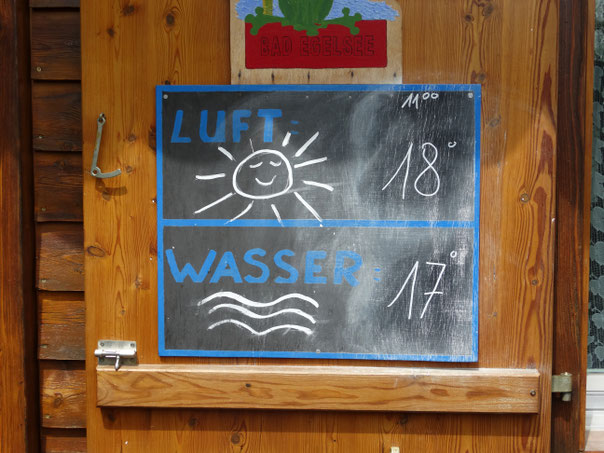 BAD EGELSEE
11⁰⁰
LUFT: 18°
WASSER: 17°